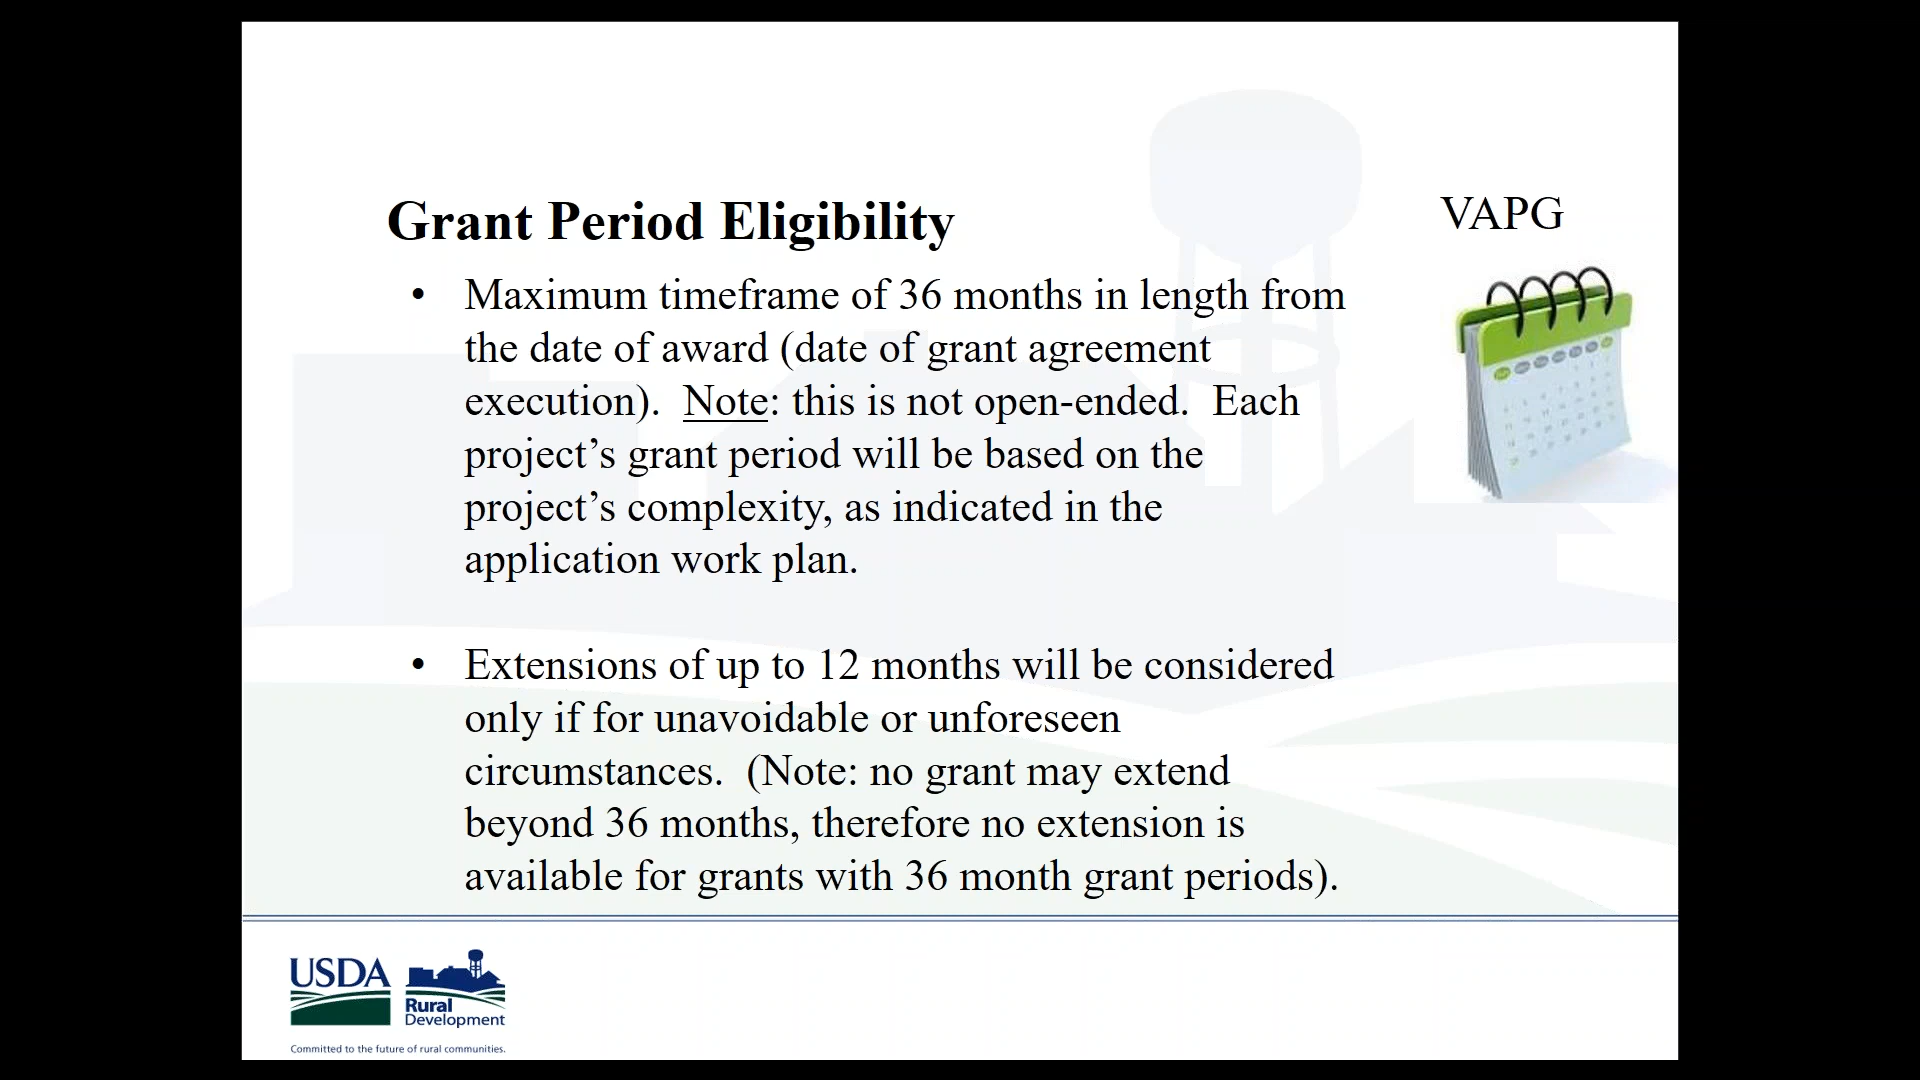 Grant Period Eligibility
VAPG
• Maximum timeframe of 36 months in length from
the date of award (date of grant agreement
execution).  Note: this is not open-ended.  Each
project’s grant period will be based on the
project’s complexity, as indicated in the
application work plan.
• Extensions of up to 12 months will be considered
only if for unavoidable or unforeseen
circumstances.  (Note: no grant may extend
beyond 36 months, therefore no extension is
available for grants with 36 month grant periods).
USDA
Rural
Development
Committed to the future of rural communities.